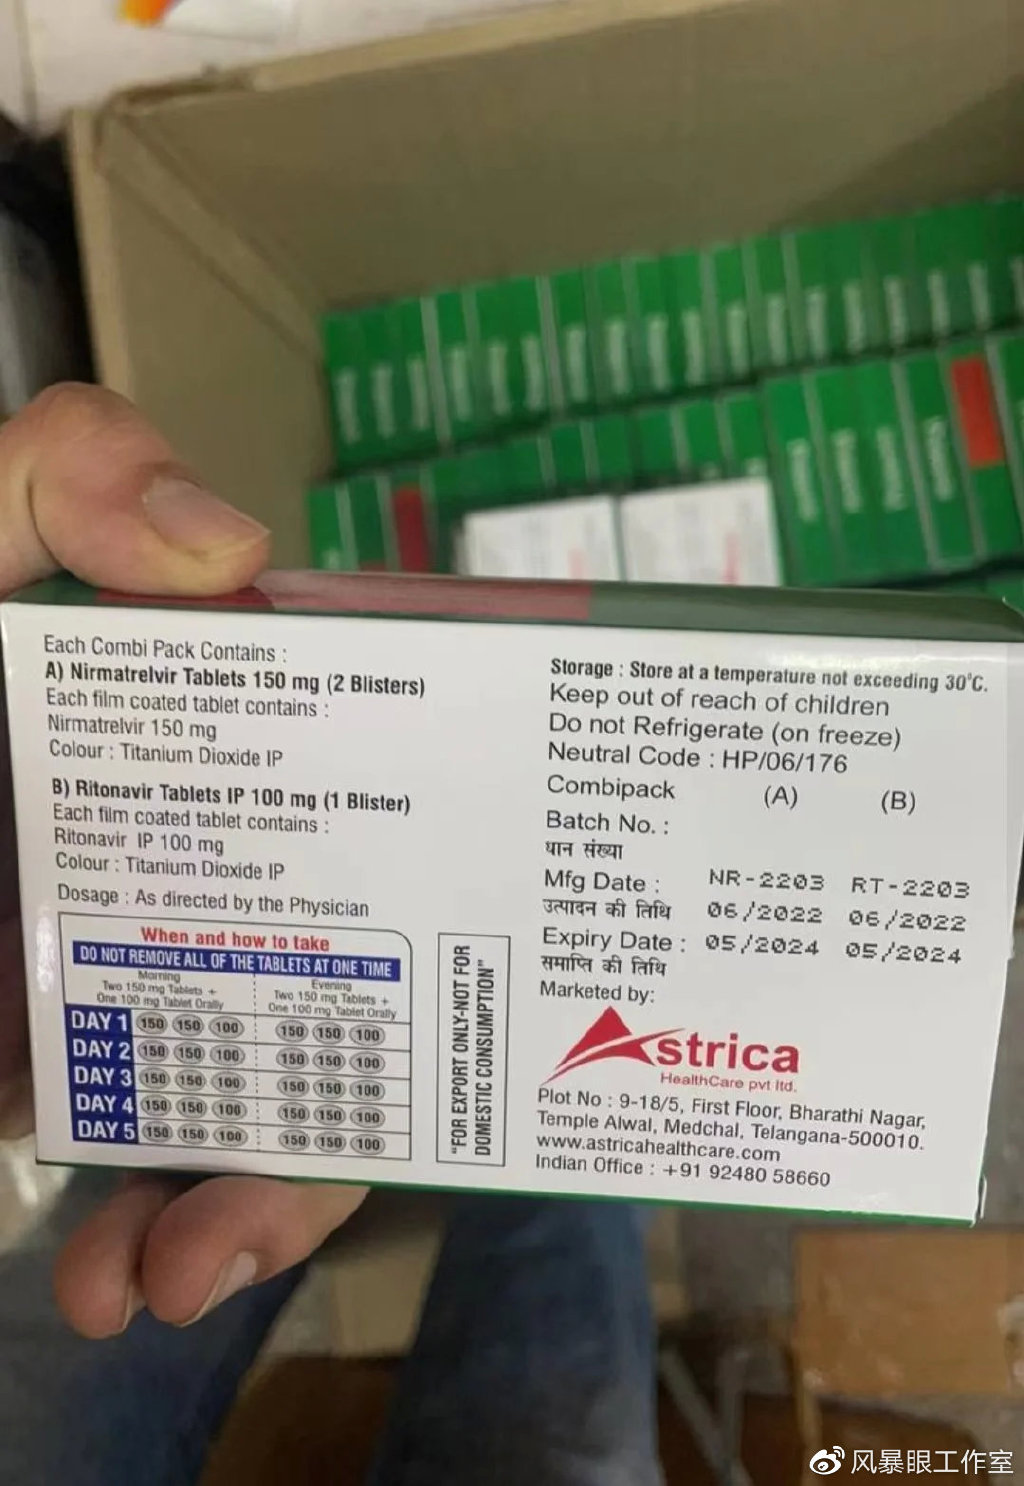 Each Combi Pack Contains :
A) Nirmatrelvir Tablets 150 mg (2 Blisters)
Each film coated tablet contains :
Nirmatrelvir 150 mg
Colour : Titanium Dioxide IP
B) Ritonavir Tablets IP 100 mg (1 Blister)
Each film coated tablet contains :
Ritonavir IP 100 mg
Colour : Titanium Dioxide IP
Dosage : As directed by the Physician
When and how to take
DO NOT REMOVE ALL OF THE TABLETS AT ONE TIME
Morning
Two 150 mg Tablets +
One 100 mg Tablet Orally
Evening
Two 150 mg Tablets +
One 100 mg Tablet Orally
DAY 1 150 150 100 150 150 100
DAY 2 150 150 100 150 150 100
DAY 3 150 150 100 150 150 100
DAY 4 150 150 100 150 150 100
DAY 5 150 150 100 150 150 100
"FOR EXPORT ONLY-NOT FOR
DOMESTIC CONSUMPTION"
Storage : Store at a temperature not exceeding 30°C.
Keep out of reach of children
Do not Refrigerate (on freeze)
Neutral Code : HP/06/176
Combipack (A) (B)
Batch No. :
धान संख्या
Mfg Date : NR-2203 RT-2203
उत्पादन की तिथि 06/2022 06/2022
Expiry Date : 05/2024 05/2024
समाप्ति की तिथि
Marketed by:
Astrica
HealthCare pvt ltd.
Plot No : 9-18/5, First Floor, Bharathi Nagar,
Temple Alwal, Medchal, Telangana-500010.
www.astricahealthcare.com
Indian Office : +91 92480 58660
风暴眼工作室